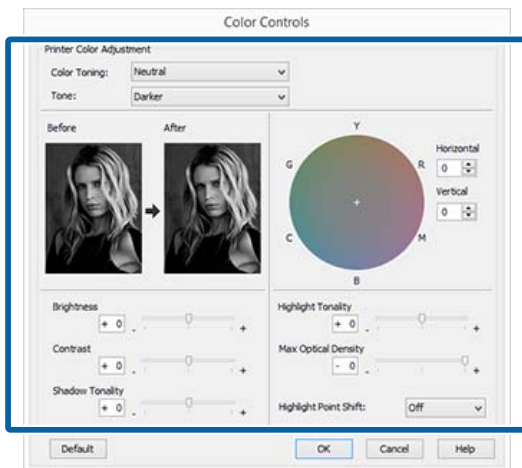 Color Controls
Printer Color Adjustment
Color Toning: Neutral
Tone: Darker
Before After
Y
G R
C M
B
Horizontal
0
Vertical
0
Brightness
+ 0 - +
Contrast
+ 0 - +
Shadow Tonality
+ 0 - +
Highlight Tonality
+ 0 - +
Max Optical Density
- 0 - +
Highlight Point Shift: Off
Default OK Cancel Help